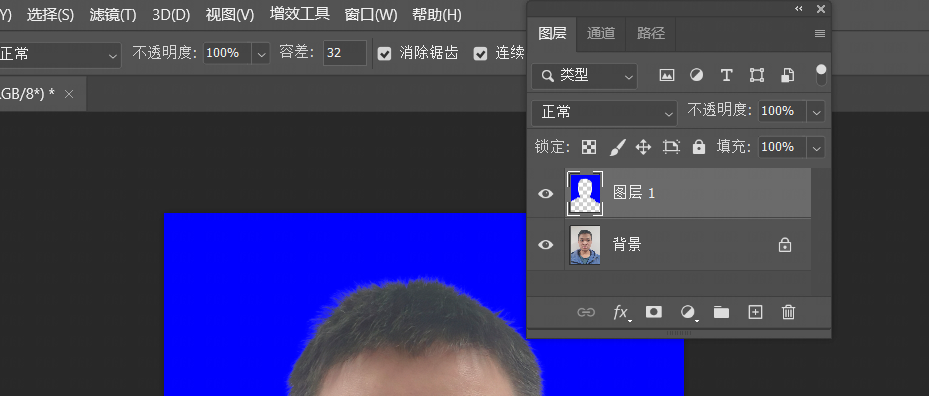 Y) 选择(S) 滤镜(T) 3D(D) 视图(V) 增效工具 窗口(W) 帮助(H)
正常 不透明度: 100% 容差: 32 消除锯齿 连续
.GB/8*) *
图层 通道 路径
类型
正常 不透明度: 100%
锁定: 填充: 100%
图层 1
背景
fx